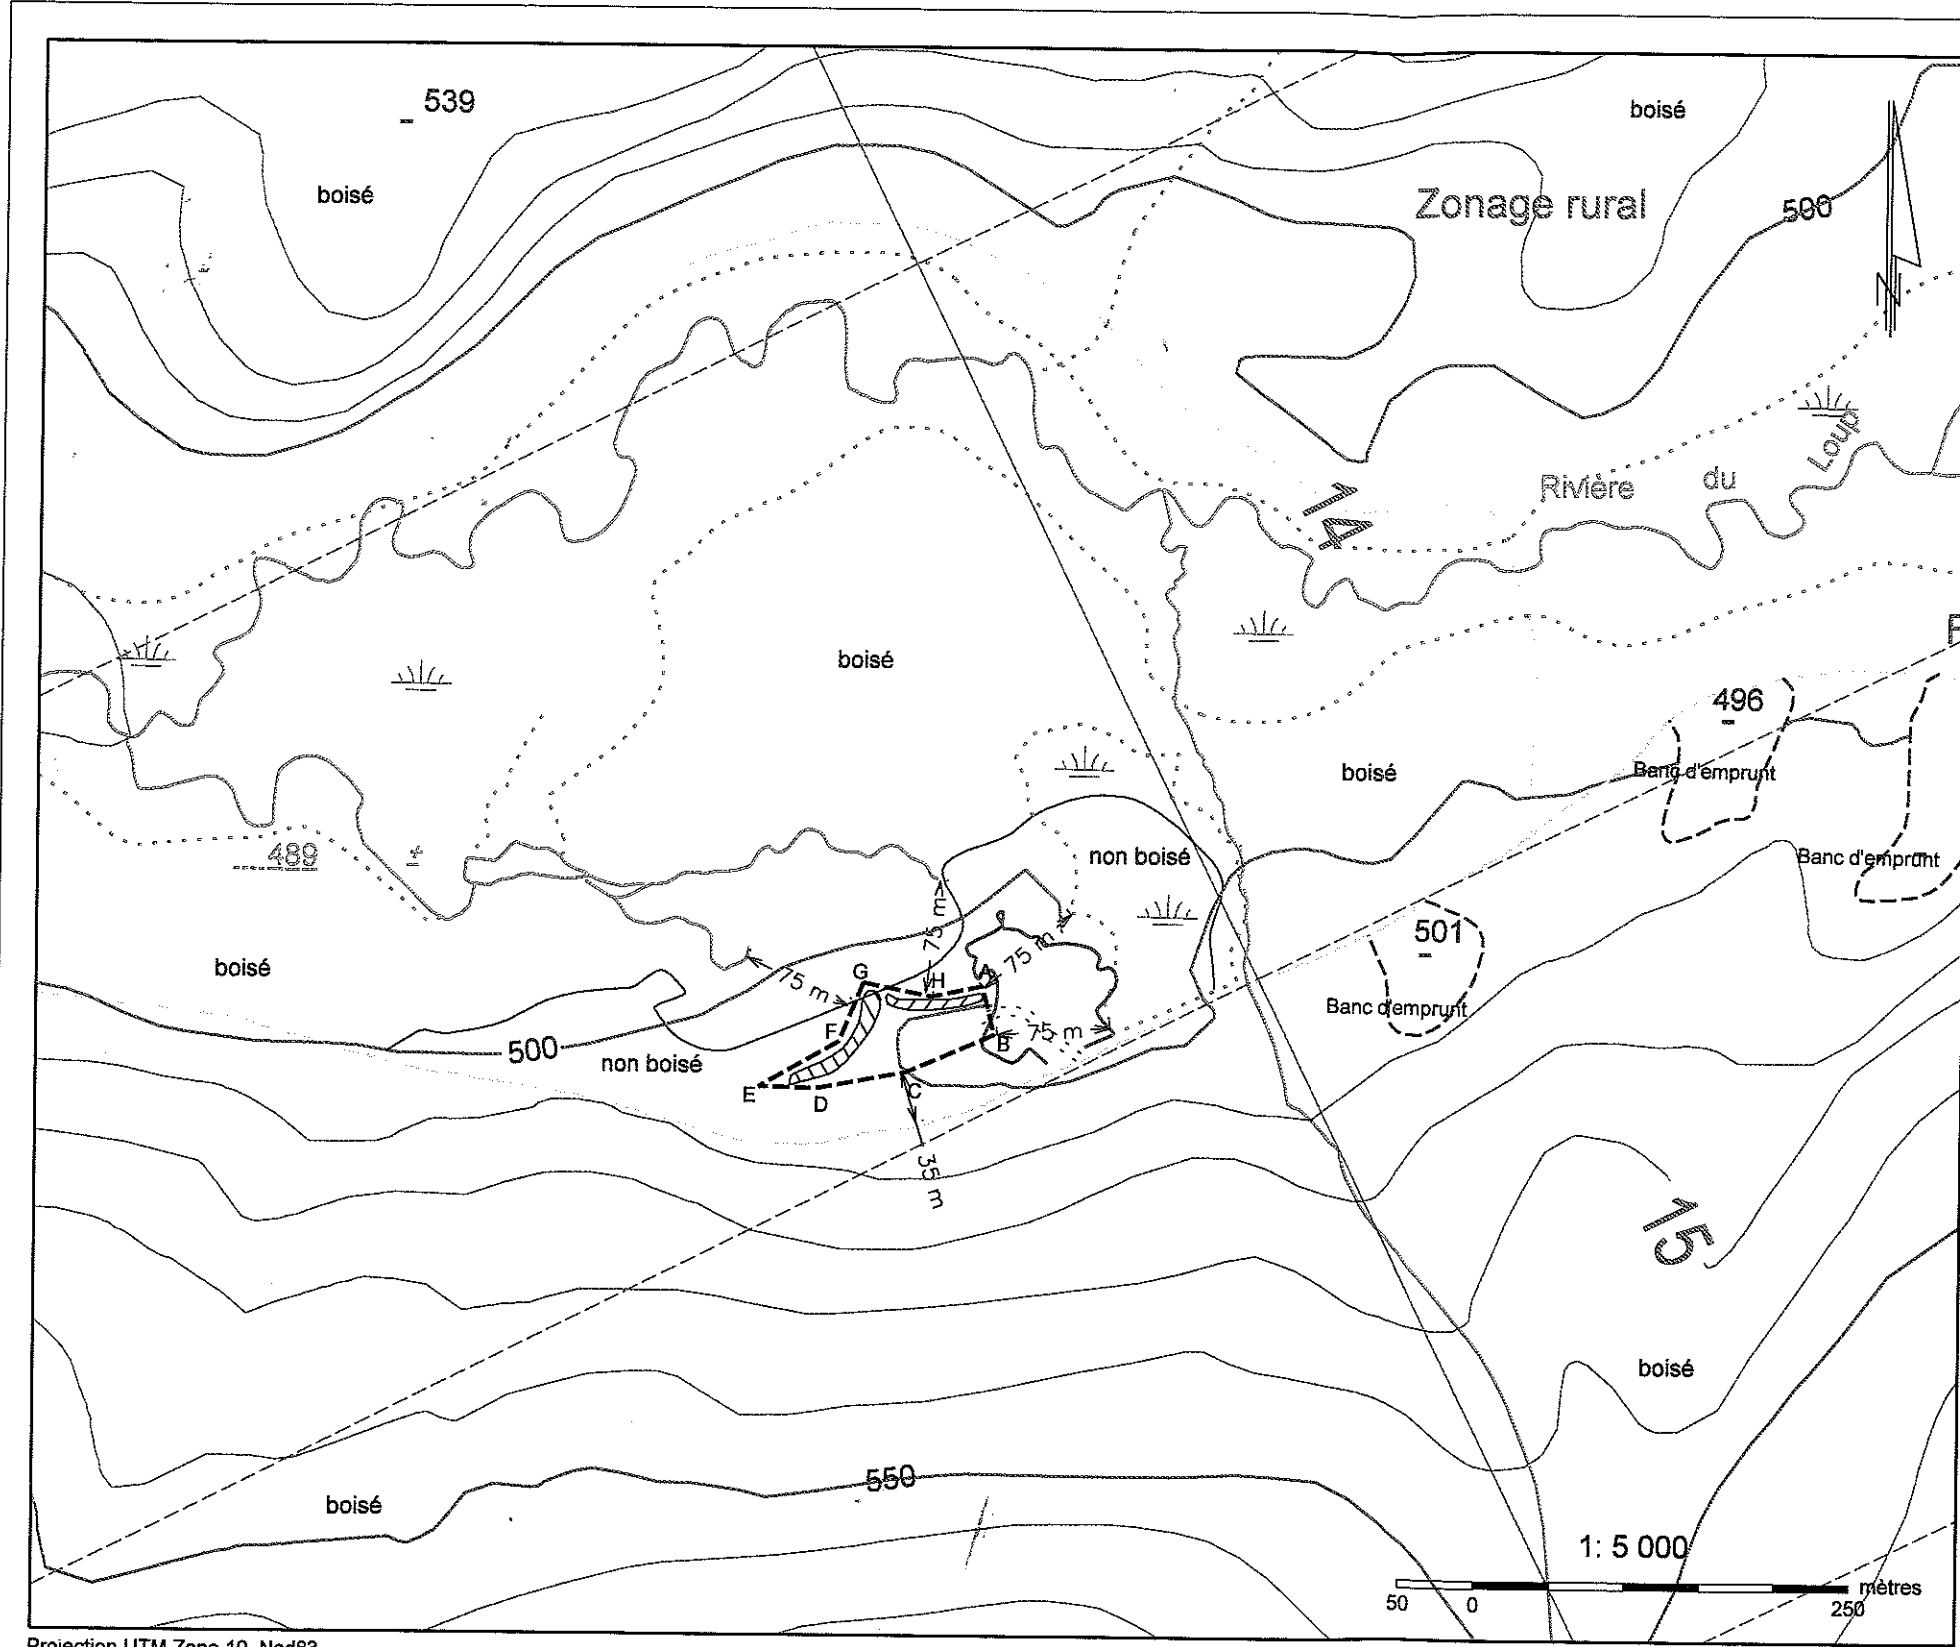 539
boisé
boisé
Zonage rural
500
N
Loup
Rivière
du
14
boisé
496
boisé
Banc d'emprunt
489
non boisé
Banc d'emprunt
75 m
501
boisé
75 m
75 m
G
H
A
Banc d'emprunt
F
75 m
B
500
non boisé
E
D
C
35 m
15
boisé
550
boisé
1: 5 000
mètres
50
0
250